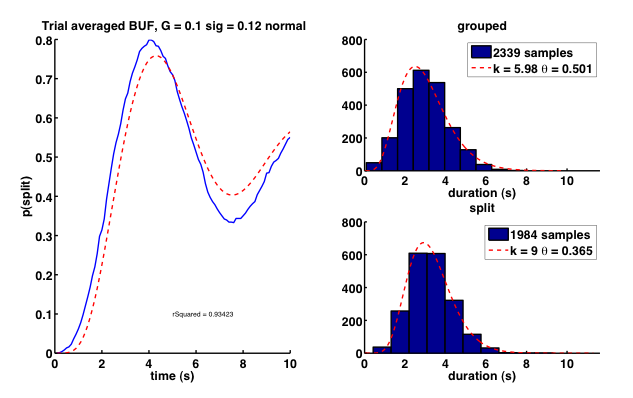 Trial averaged BUF, G = 0.1 sig = 0.12 normal
0.8
0.7
0.6
0.5
0.4
0.3
0.2
0.1
0
p(split)
rSquared = 0.93423
0 2 4 6 8 10
time (s)
grouped
800
600
400
200
0
2339 samples
k = 5.98 θ = 0.501
0 2 4 6 8 10
duration (s)
split
800
600
400
200
0
1984 samples
k = 9 θ = 0.365
0 2 4 6 8 10
duration (s)